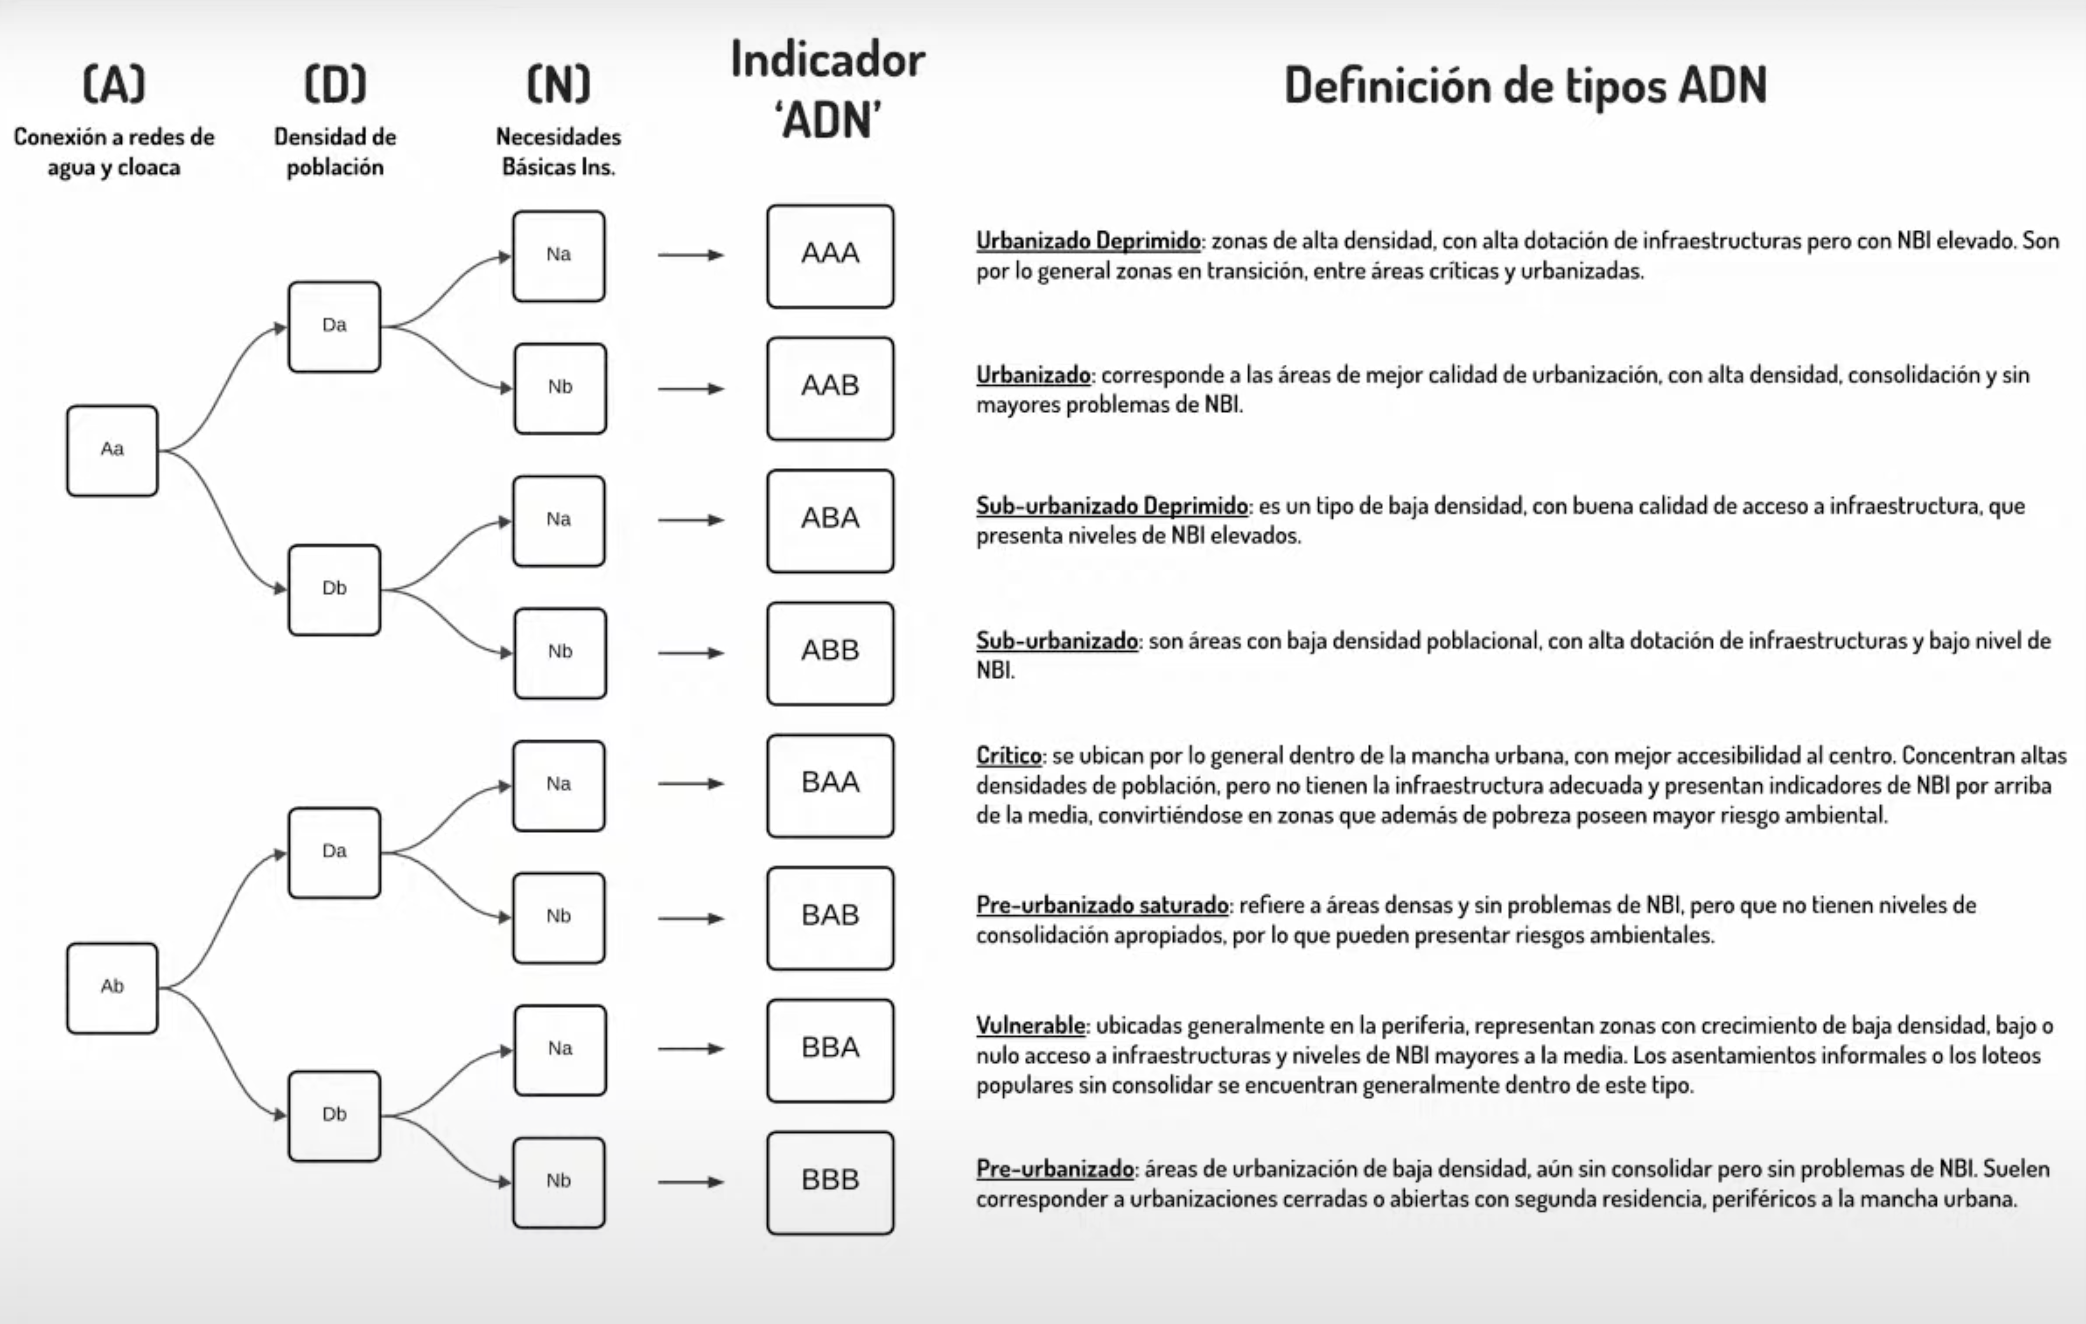 (A)
Conexión a redes de
agua y cloaca
(D)
Densidad de
población
(N)
Necesidades
Básicas Ins.
Indicador
‘ADN’
Definición de tipos ADN
Aa
Da
Na
AAA
Urbanizado Deprimido: zonas de alta densidad, con alta dotación de infraestructuras pero con NBI elevado. Son
por lo general zonas en transición, entre áreas críticas y urbanizadas.
Nb
AAB
Urbanizado: corresponde a las áreas de mejor calidad de urbanización, con alta densidad, consolidación y sin
mayores problemas de NBI.
Db
Na
ABA
Sub-urbanizado Deprimido: es un tipo de baja densidad, con buena calidad de acceso a infraestructura, que
presenta niveles de NBI elevados.
Nb
ABB
Sub-urbanizado: son áreas con baja densidad poblacional, con alta dotación de infraestructuras y bajo nivel de
NBI.
Ab
Da
Na
BAA
Crítico: se ubican por lo general dentro de la mancha urbana, con mejor accesibilidad al centro. Concentran altas
densidades de población, pero no tienen la infraestructura adecuada y presentan indicadores de NBI por arriba
de la media, convirtiéndose en zonas que además de pobreza poseen mayor riesgo ambiental.
Nb
BAB
Pre-urbanizado saturado: refiere a áreas densas y sin problemas de NBI, pero que no tienen niveles de
consolidación apropiados, por lo que pueden presentar riesgos ambientales.
Db
Na
BBA
Vulnerable: ubicadas generalmente en la periferia, representan zonas con crecimiento de baja densidad, bajo o
nulo acceso a infraestructuras y niveles de NBI mayores a la media. Los asentamientos informales o los loteos
populares sin consolidar se encuentran generalmente dentro de este tipo.
Nb
BBB
Pre-urbanizado: áreas de urbanización de baja densidad, aún sin consolidar pero sin problemas de NBI. Suelen
corresponder a urbanizaciones cerradas o abiertas con segunda residencia, periféricos a la mancha urbana.